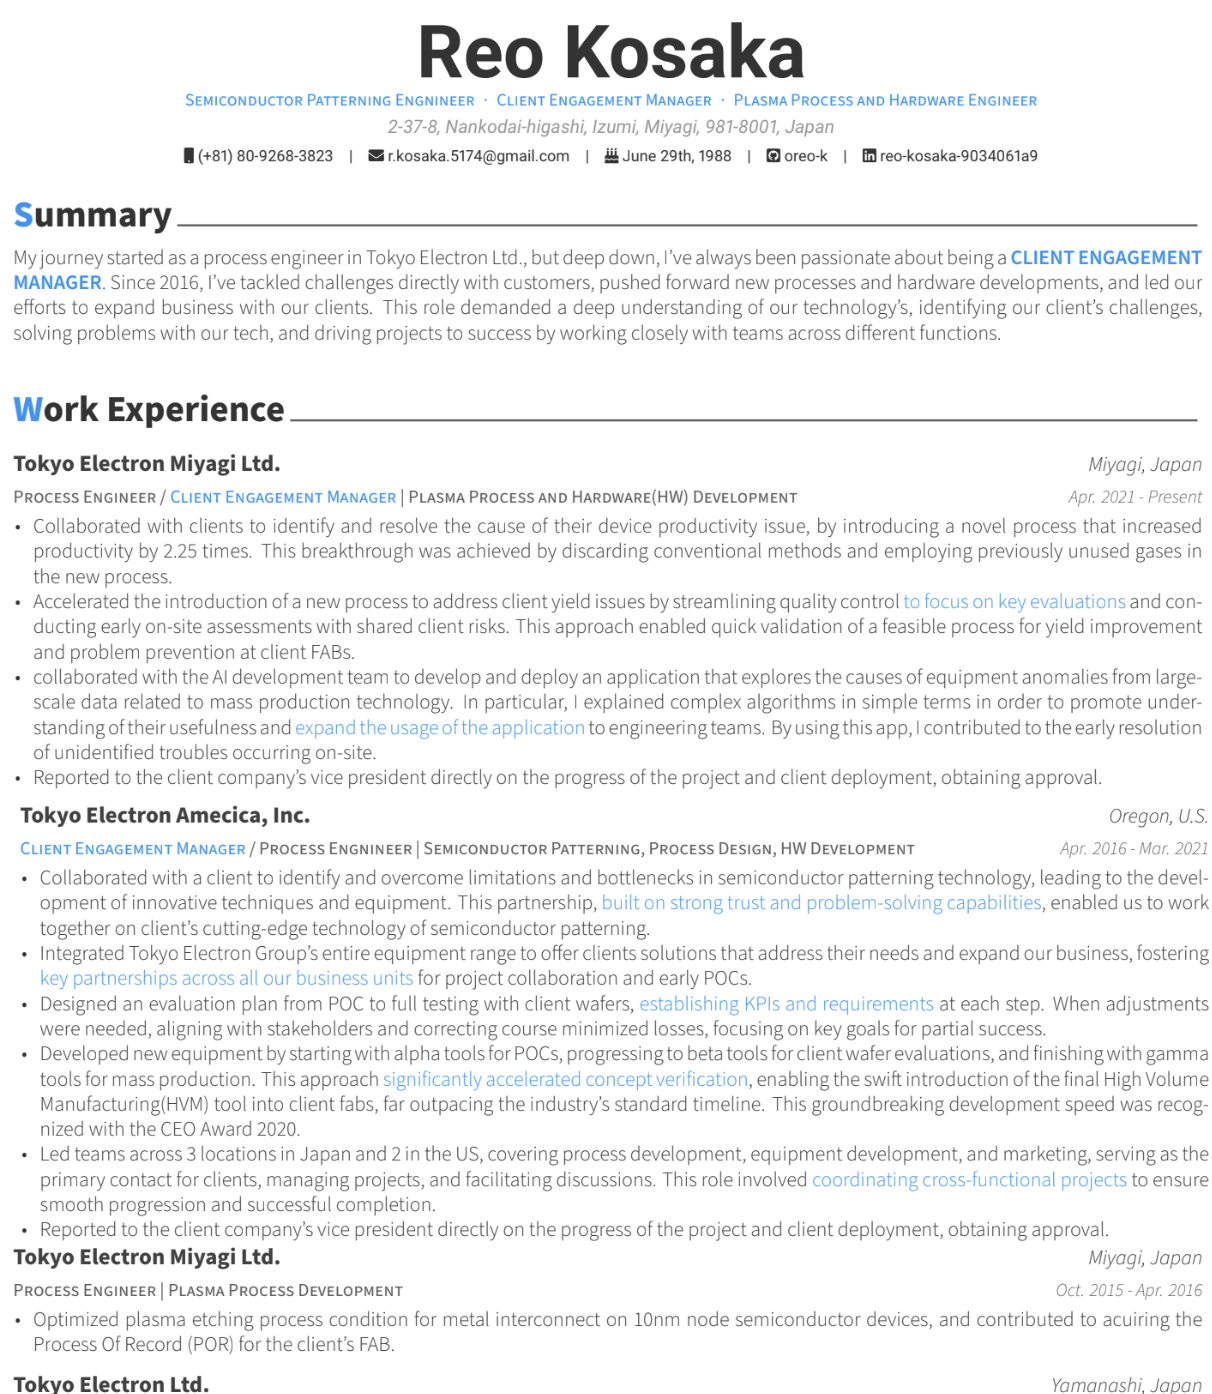 Reo Kosaka
Semiconductor Patterning Engnineer · Client Engagement Manager · Plasma Process and Hardware Engineer
2-37-8, Nankodai-higashi, Izumi, Miyagi, 981-8001, Japan
(+81) 80-9268-3823 | r.kosaka.5174@gmail.com | June 29th, 1988 | oreo-k | reo-kosaka-9034061a9
Summary
My journey started as a process engineer in Tokyo Electron Ltd., but deep down, I've always been passionate about being a CLIENT ENGAGEMENT
MANAGER. Since 2016, I've tackled challenges directly with customers, pushed forward new processes and hardware developments, and led our
efforts to expand business with our clients. This role demanded a deep understanding of our technology's, identifying our client's challenges,
solving problems with our tech, and driving projects to success by working closely with teams across different functions.
Work Experience
Tokyo Electron Miyagi Ltd. Miyagi, Japan
Process Engineer / Client Engagement Manager | Plasma Process and Hardware(HW) Development Apr. 2021 - Present
• Collaborated with clients to identify and resolve the cause of their device productivity issue, by introducing a novel process that increased
productivity by 2.25 times. This breakthrough was achieved by discarding conventional methods and employing previously unused gases in
the new process.
• Accelerated the introduction of a new process to address client yield issues by streamlining quality control to focus on key evaluations and con-
ducting early on-site assessments with shared client risks. This approach enabled quick validation of a feasible process for yield improvement
and problem prevention at client FABs.
• collaborated with the AI development team to develop and deploy an application that explores the causes of equipment anomalies from large-
scale data related to mass production technology. In particular, I explained complex algorithms in simple terms in order to promote under-
standing of their usefulness and expand the usage of the application to engineering teams. By using this app, I contributed to the early resolution
of unidentified troubles occurring on-site.
• Reported to the client company's vice president directly on the progress of the project and client deployment, obtaining approval.
Tokyo Electron Amecica, Inc. Oregon, U.S.
Client Engagement Manager / Process Engnineer | Semiconductor Patterning, Process Design, HW Development Apr. 2016 - Mar. 2021
• Collaborated with a client to identify and overcome limitations and bottlenecks in semiconductor patterning technology, leading to the devel-
opment of innovative techniques and equipment. This partnership, built on strong trust and problem-solving capabilities, enabled us to work
together on client's cutting-edge technology of semiconductor patterning.
• Integrated Tokyo Electron Group's entire equipment range to offer clients solutions that address their needs and expand our business, fostering
key partnerships across all our business units for project collaboration and early POCs.
• Designed an evaluation plan from POC to full testing with client wafers, establishing KPIs and requirements at each step. When adjustments
were needed, aligning with stakeholders and correcting course minimized losses, focusing on key goals for partial success.
• Developed new equipment by starting with alpha tools for POCs, progressing to beta tools for client wafer evaluations, and finishing with gamma
tools for mass production. This approach significantly accelerated concept verification, enabling the swift introduction of the final High Volume
Manufacturing(HVM) tool into client fabs, far outpacing the industry's standard timeline. This groundbreaking development speed was recog-
nized with the CEO Award 2020.
• Led teams across 3 locations in Japan and 2 in the US, covering process development, equipment development, and marketing, serving as the
primary contact for clients, managing projects, and facilitating discussions. This role involved coordinating cross-functional projects to ensure
smooth progression and successful completion.
• Reported to the client company's vice president directly on the progress of the project and client deployment, obtaining approval.
Tokyo Electron Miyagi Ltd. Miyagi, Japan
Process Engineer | Plasma Process Development Oct. 2015 - Apr. 2016
• Optimized plasma etching process condition for metal interconnect on 10nm node semiconductor devices, and contributed to acuiring the
Process Of Record (POR) for the client's FAB.
Tokyo Electron Ltd. Yamanashi, Japan